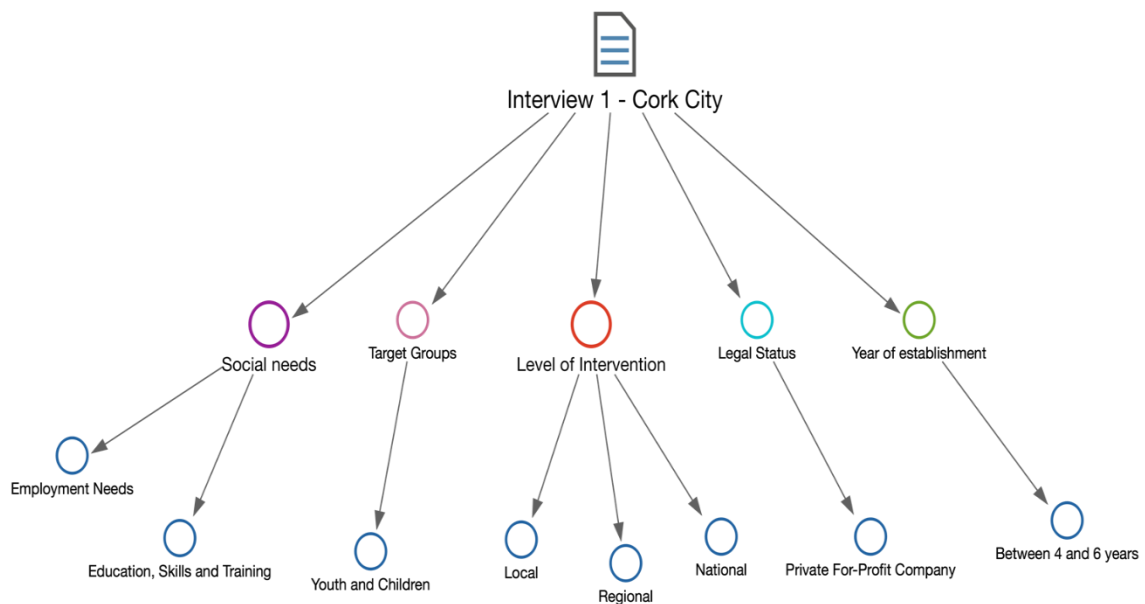 Interview 1 - Cork City
Social needs
Target Groups
Level of Intervention
Legal Status
Year of establishment
Employment Needs
Education, Skills and Training
Youth and Children
Local
Regional
National
Private For-Profit Company
Between 4 and 6 years